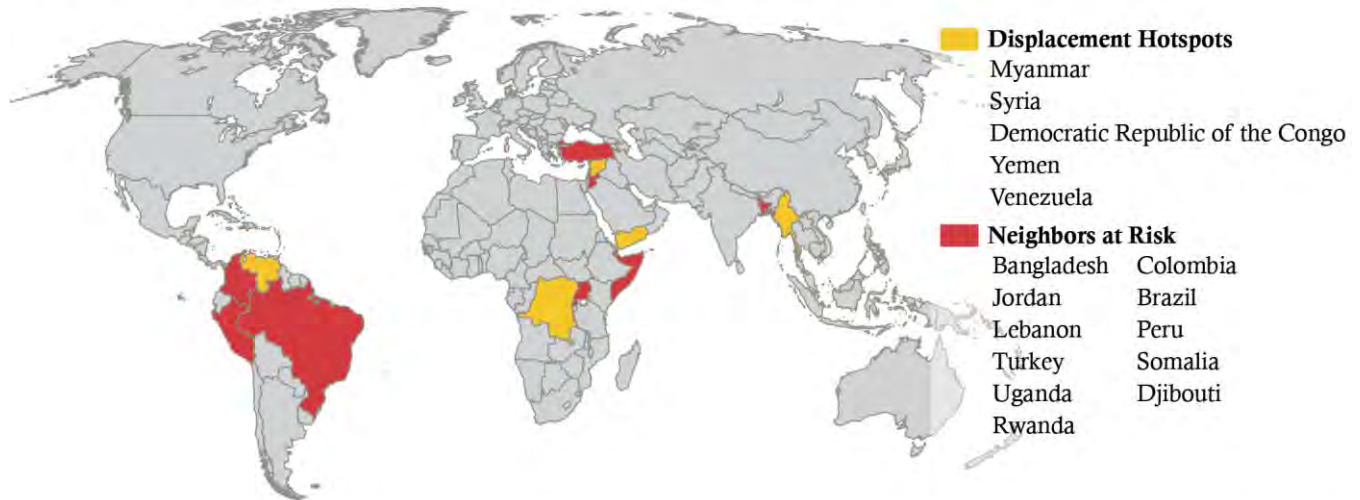 Displacement Hotspots
Myanmar
Syria
Democratic Republic of the Congo
Yemen
Venezuela
Neighbors at Risk
Bangladesh Colombia
Jordan Brazil
Lebanon Peru
Turkey Somalia
Uganda Djibouti
Rwanda